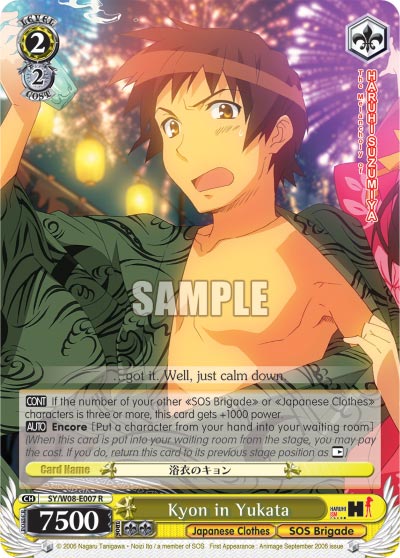 LEVEL
2
2
COST
The Melancholy of
HARUHI SUZUMIYA
SAMPLE
...got it. Well, just calm down.
CONT If the number of your other «SOS Brigade» or «Japanese Clothes»
characters is three or more, this card gets +1000 power.
AUTO Encore [Put a character from your hand into your waiting room]
(When this card is put into your waiting room from the stage, you may pay
the cost. If you do, return this card to its previous stage position as
Card Name 浴衣のキョン
CH SY/W08-E007 R
Kyon in Yukata
7500
Japanese Clothes
SOS Brigade
© 2006 Nagaru Tanigawa • Noizi Ito / a member of SOS First Appearance : Animage September 2006 issue